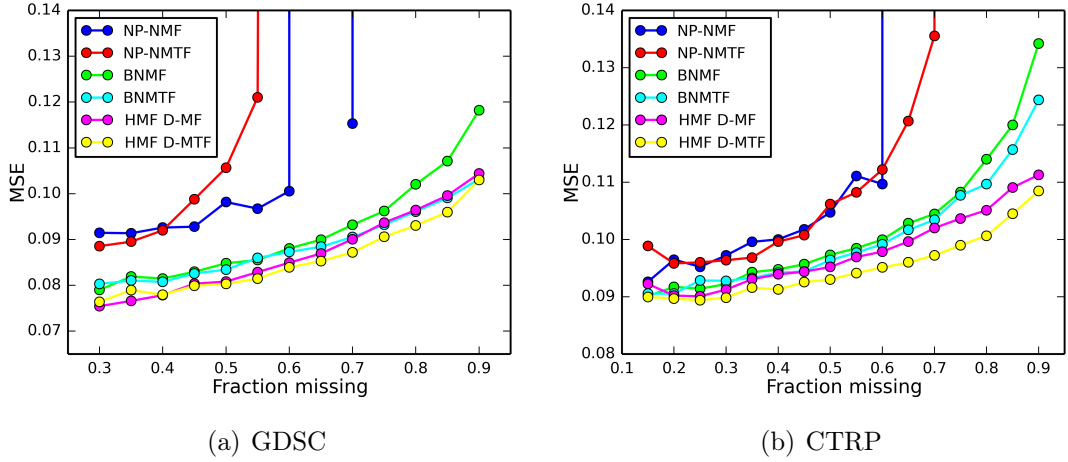 0.14
0.13
0.12
0.11
0.10
0.09
0.08
0.07
MSE
NP-NMF
NP-NMTF
BNMF
BNMTF
HMF D-MF
HMF D-MTF
0.3 0.4 0.5 0.6 0.7 0.8 0.9
Fraction missing
(a) GDSC
0.14
0.13
0.12
0.11
0.10
0.09
0.08
MSE
NP-NMF
NP-NMTF
BNMF
BNMTF
HMF D-MF
HMF D-MTF
0.1 0.2 0.3 0.4 0.5 0.6 0.7 0.8 0.9
Fraction missing
(b) CTRP